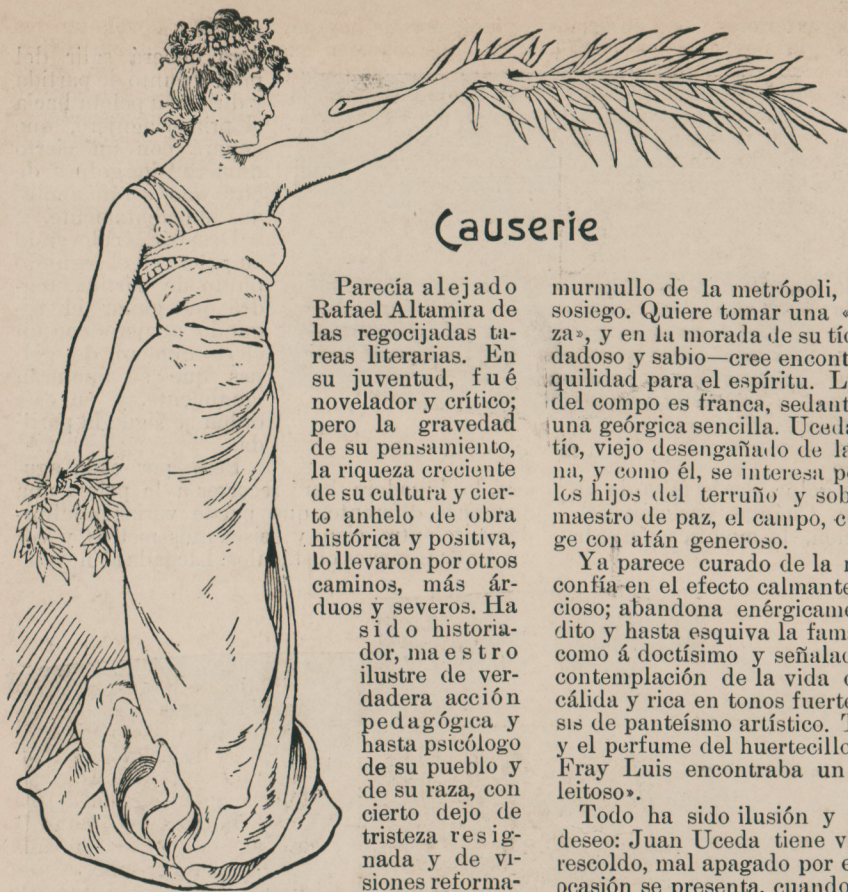 Causerie
Parecía alejado
Rafael Altamira de
las regocijadas ta-
reas literarias. En
su juventud, fué
novelador y crítico;
pero la gravedad
de su pensamiento,
la riqueza creciente
de su cultura y cier-
to anhelo de obra
histórica y positiva,
lo llevaron por otros
caminos, más ár-
duos y severos. Ha
sido historia-
dor, maestro
ilustre de ver-
dadera acción
pedagógica y
hasta psicólogo
de su pueblo y
de su raza, con
cierto dejo de
tristeza resig-
nada y de vi-
siones reforma-
murmullo de la metrópoli,
sosiego. Quiere tomar una «
za», y en la morada de su tío
dadoso y sabio—cree encont
quilidad para el espíritu. L
del compo es franca, sedant
una geórgica sencilla. Uceda
tío, viejo desengañado de la
na, y como él, se interesa po
los hijos del terruño y sob
maestro de paz, el campo, c
ge con afán generoso.
Ya parece curado de la
confía en el efecto calmante
cioso; abandona enérgicame
dito y hasta esquiva la fam
como á doctísimo y señalad
contemplación de la vida
cálida y rica en tonos fuerte
sis de panteísmo artístico. T
y el perfume del huertecillo
Fray Luis encontraba un
leitoso».
Todo ha sido ilusión y
deseo: Juan Uceda tiene v
rescoldo, mal apagado por e
ocasión se presenta, cuando